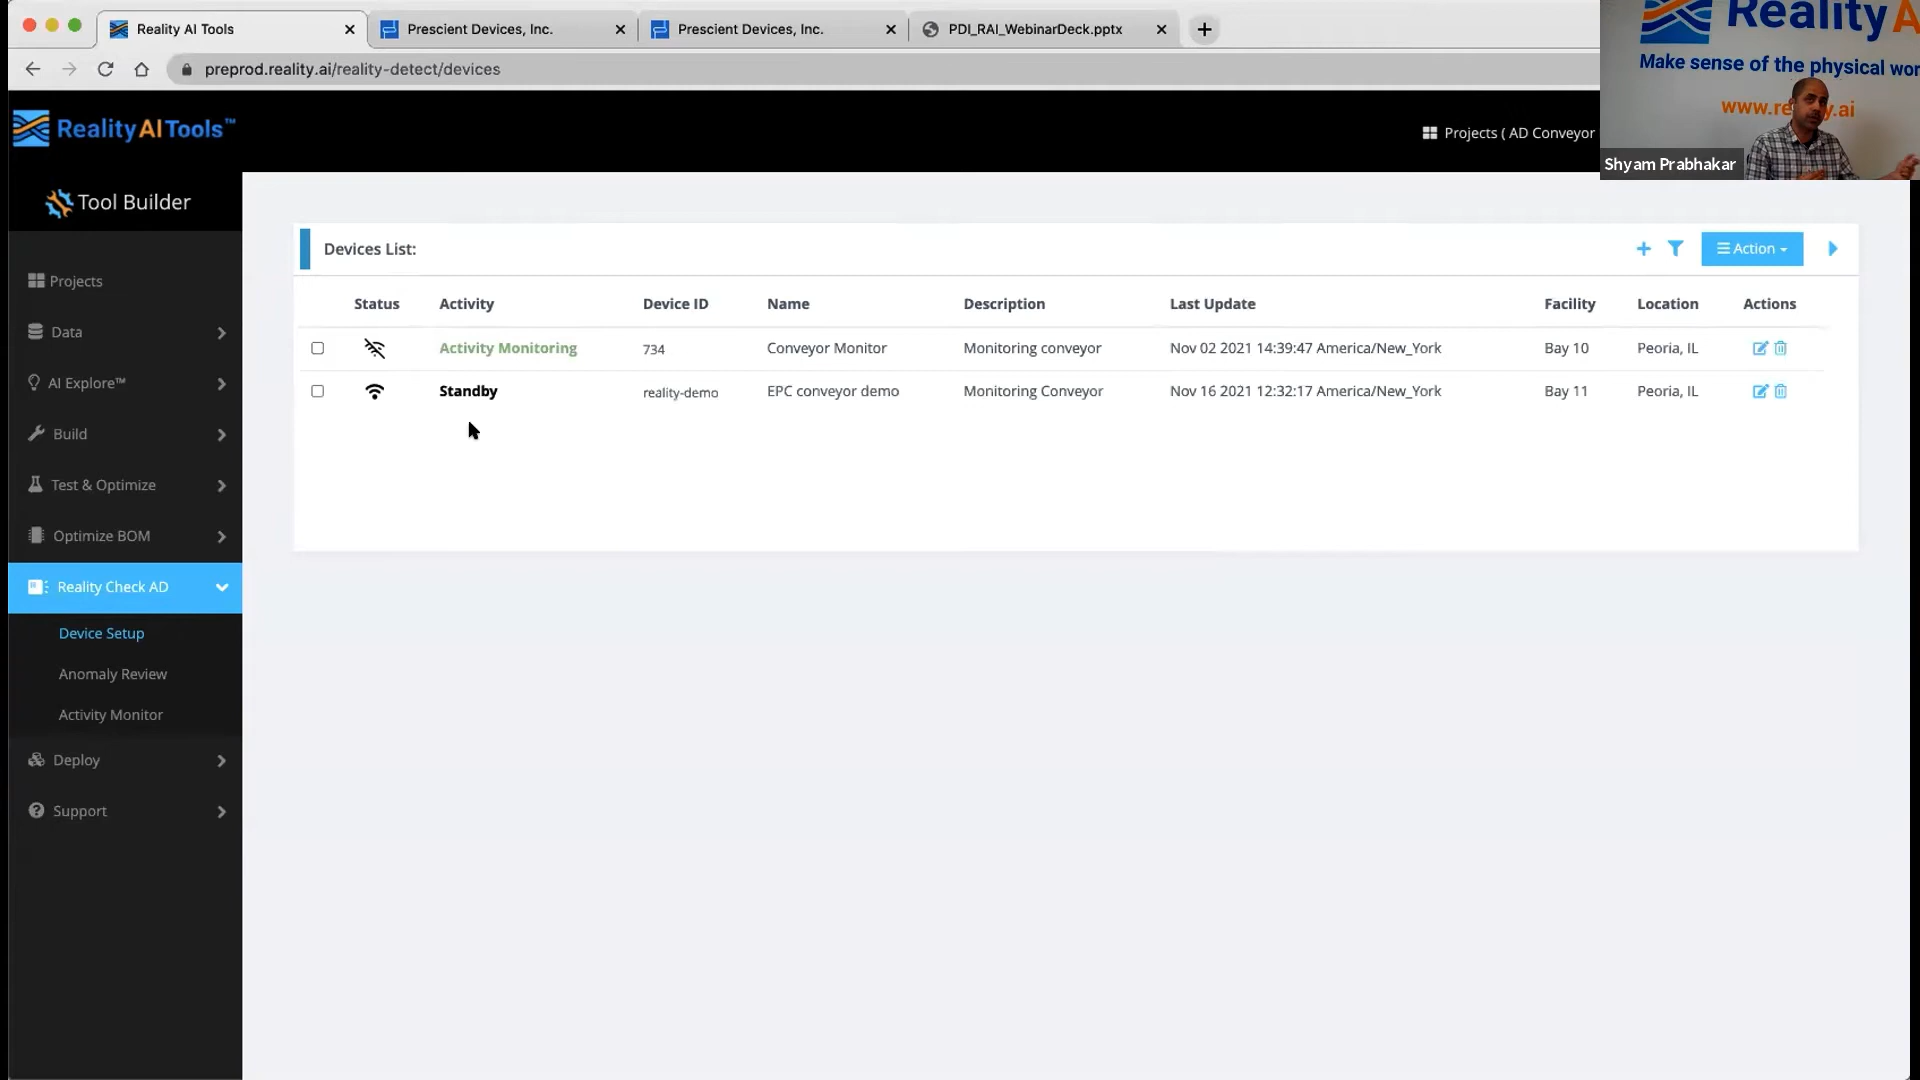 Reality AI Tools
Prescient Devices, Inc.
Prescient Devices, Inc.
PDI_RAI_WebinarDeck.pptx
preprod.reality.ai/reality-detect/devices
Reality AI Tools™
Projects ( AD Conveyor
Reality A
Make sense of the physical wor
www.re y.ai
Shyam Prabhakar
Tool Builder
Projects
Data
AI Explore™
Build
Test & Optimize
Optimize BOM
Reality Check AD
Device Setup
Anomaly Review
Activity Monitor
Deploy
Support
Devices List:
Action
Status Activity Device ID Name Description Last Update Facility Location Actions
Activity Monitoring 734 Conveyor Monitor Monitoring conveyor Nov 02 2021 14:39:47 America/New_York Bay 10 Peoria, IL
Standby reality-demo EPC conveyor demo Monitoring Conveyor Nov 16 2021 12:32:17 America/New_York Bay 11 Peoria, IL